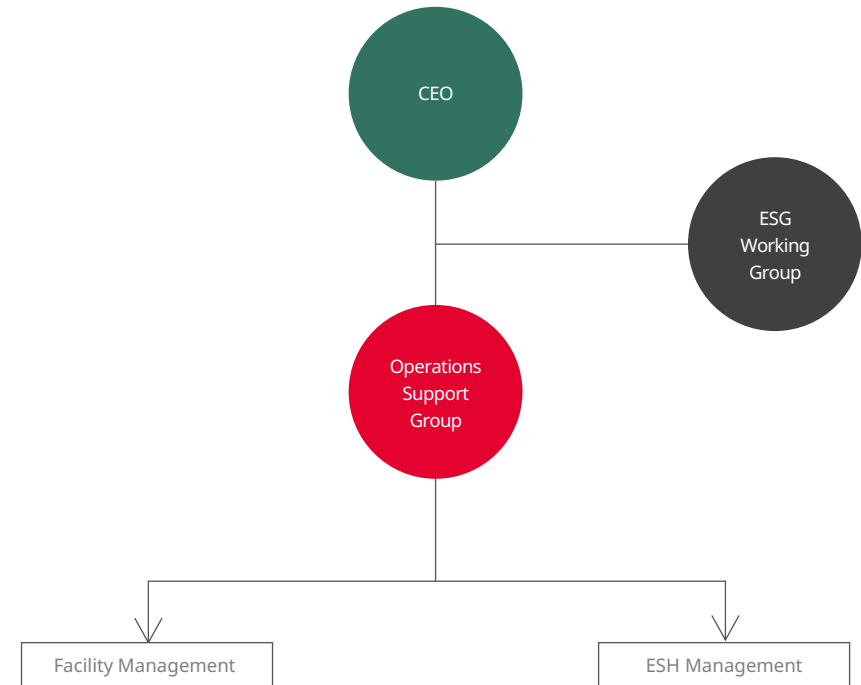 CEO
ESG
Working
Group
Operations
Support
Group
Facility Management
ESH Management